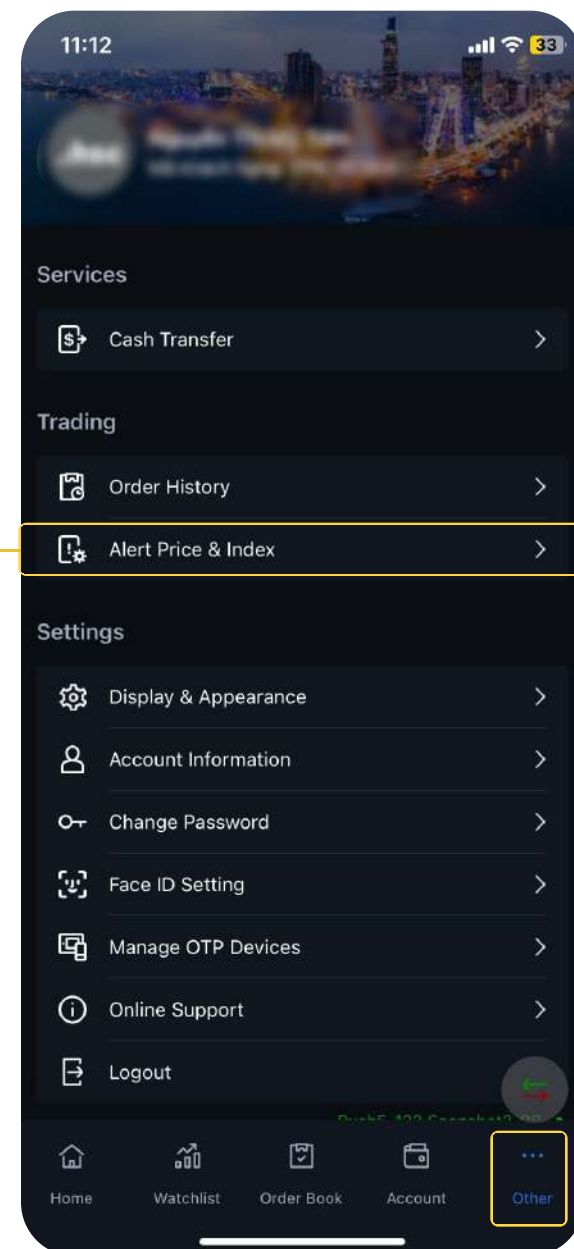 11:12
33
Services
Cash Transfer
Trading
Order History
Alert Price & Index
Settings
Display & Appearance
Account Information
Change Password
Face ID Setting
Manage OTP Devices
Online Support
Logout
Home Watchlist Order Book Account Other